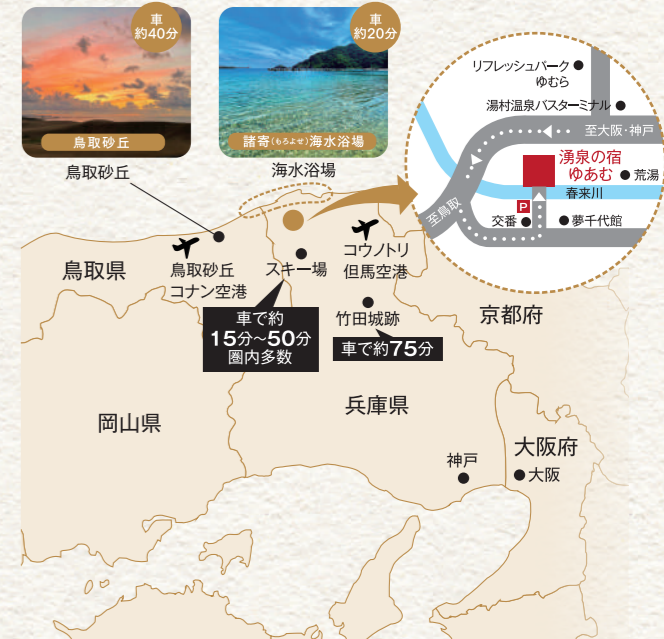 車
約40分
鳥取砂丘
鳥取砂丘
車
約20分
諸寄(もろよせ)海水浴場
海水浴場
リフレッシュパーク
ゆむら
湯村温泉バスターミナル
至大阪・神戸
湧泉の宿
ゆあむ
荒湯
春来川
P
至鳥取
交番
夢千代館
鳥取県
鳥取砂丘
コナン空港
スキー場
コウノトリ
但馬空港
車で約
15分〜50分
圏内多数
竹田城跡
車で約75分
京都府
岡山県
兵庫県
大阪府
神戸
大阪